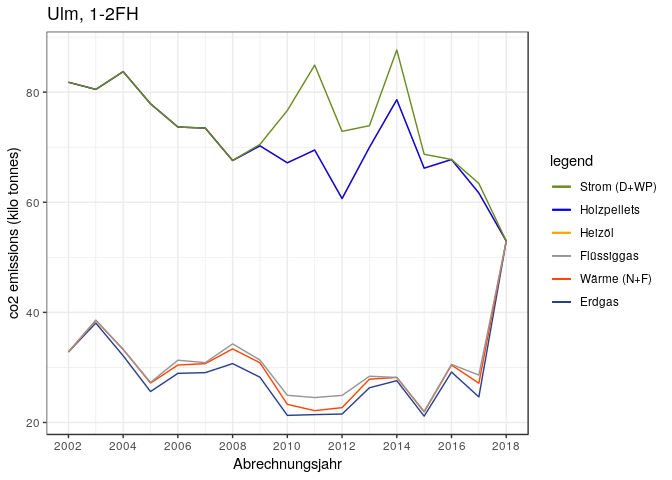 Ulm, 1-2FH
co2 emissions (kilo tonnes)
80
60
40
20
2002 2004 2006 2008 2010 2012 2014 2016 2018
Abrechnungsjahr
legend
Strom (D+WP)
Holzpellets
Heizöl
Flüssiggas
Wärme (N+F)
Erdgas